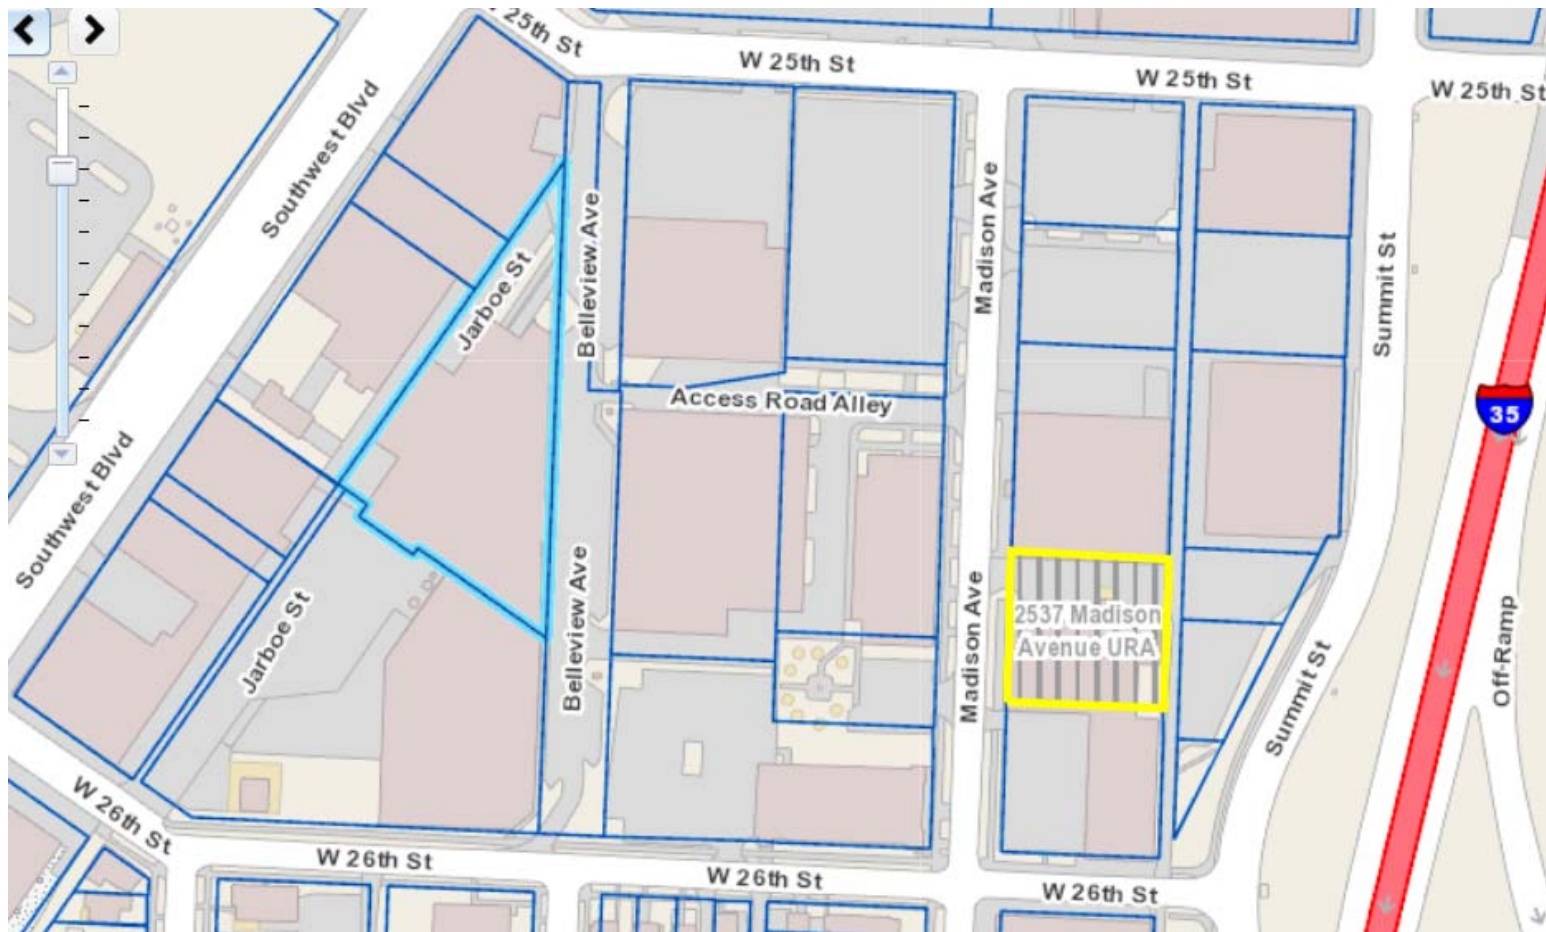 W 25th St
W 25th St
W 25th St
W 25th St
Southwest Blvd
Belleview Ave
Madison Ave
Summit St
Jarboe St
Access Road Alley
35
Southwest Blvd
Belleview Ave
Madison Ave
2537 Madison
Avenue URA
Jarboe St
Summit St
Off-Ramp
W 26th St
W 26th St
W 26th St
W 26th St